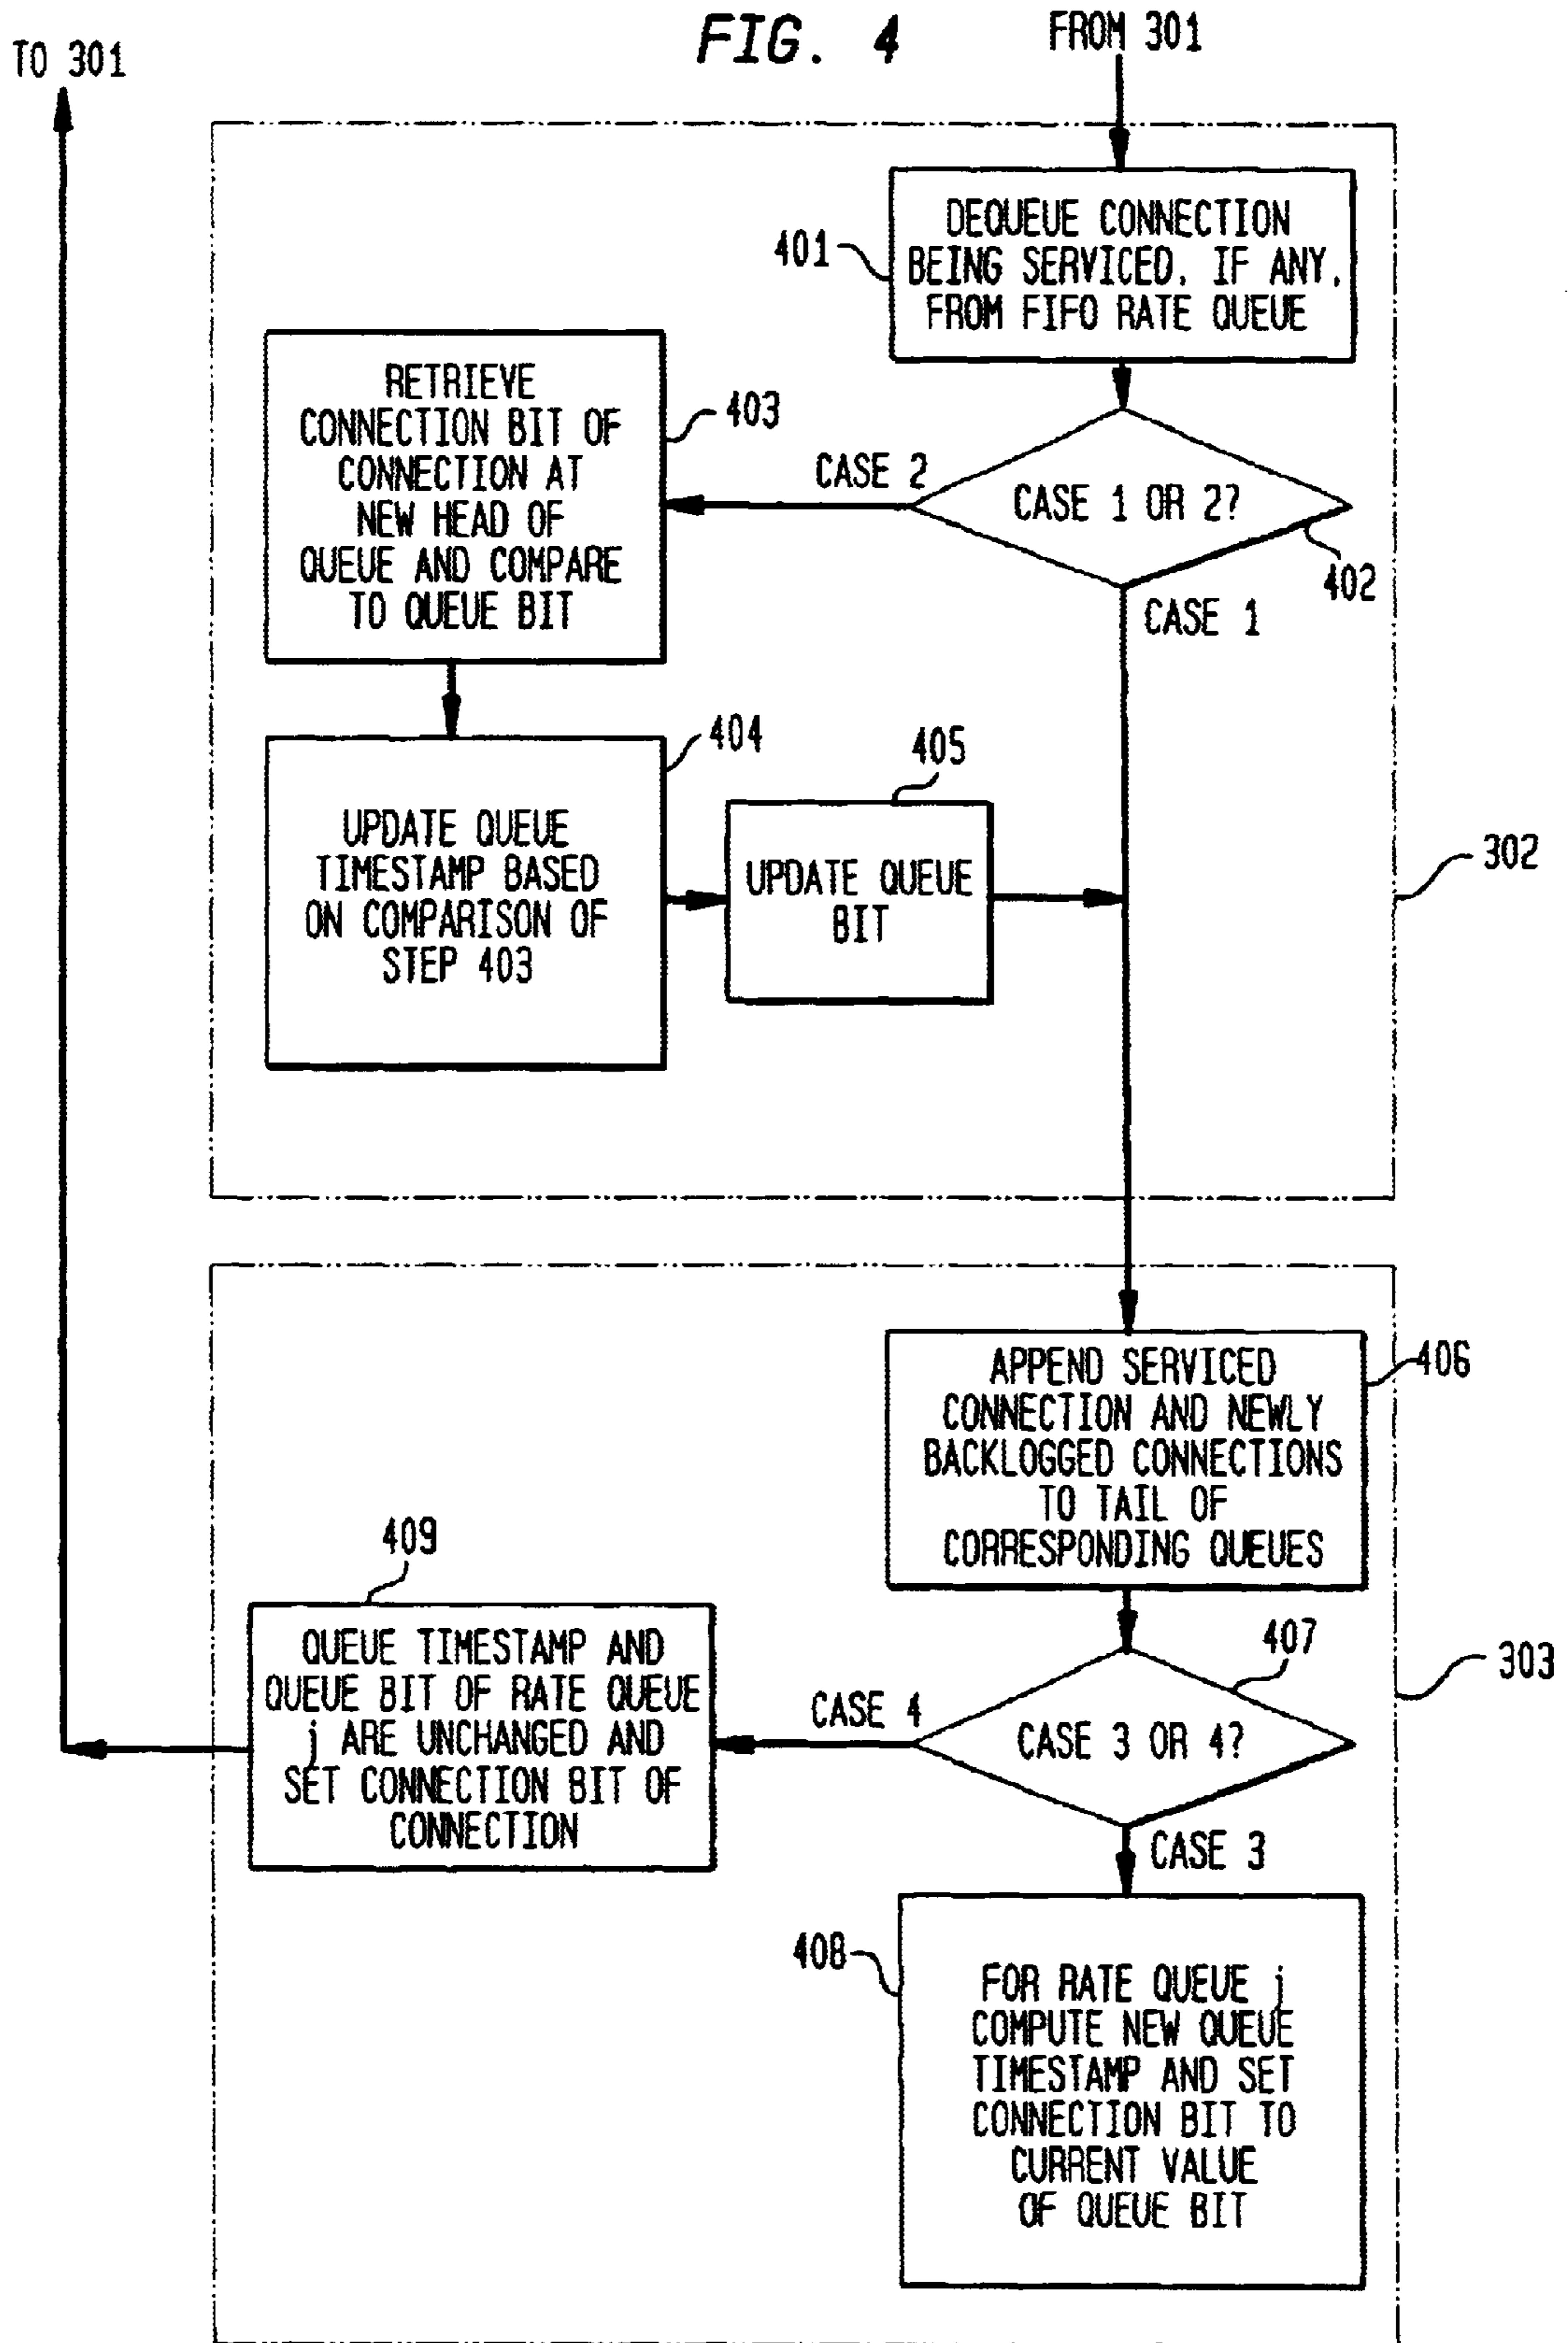 FIG. 4
TO 301
FROM 301
401
DEQUEUE CONNECTION
BEING SERVICED, IF ANY,
FROM FIFO RATE QUEUE
CASE 1 OR 2?
402
CASE 2
CASE 1
RETRIEVE
CONNECTION BIT OF
CONNECTION AT
NEW HEAD OF
QUEUE AND COMPARE
TO QUEUE BIT
403
404
UPDATE QUEUE
TIMESTAMP BASED
ON COMPARISON OF
STEP 403
405
UPDATE QUEUE
BIT
302
APPEND SERVICED
CONNECTION AND NEWLY
BACKLOGGED CONNECTIONS
TO TAIL OF
CORRESPONDING QUEUES
406
407
CASE 3 OR 4?
CASE 4
CASE 3
303
409
QUEUE TIMESTAMP AND
QUEUE BIT OF RATE QUEUE
j ARE UNCHANGED AND
SET CONNECTION BIT OF
CONNECTION
408
FOR RATE QUEUE j
COMPUTE NEW QUEUE
TIMESTAMP AND SET
CONNECTION BIT TO
CURRENT VALUE
OF QUEUE BIT